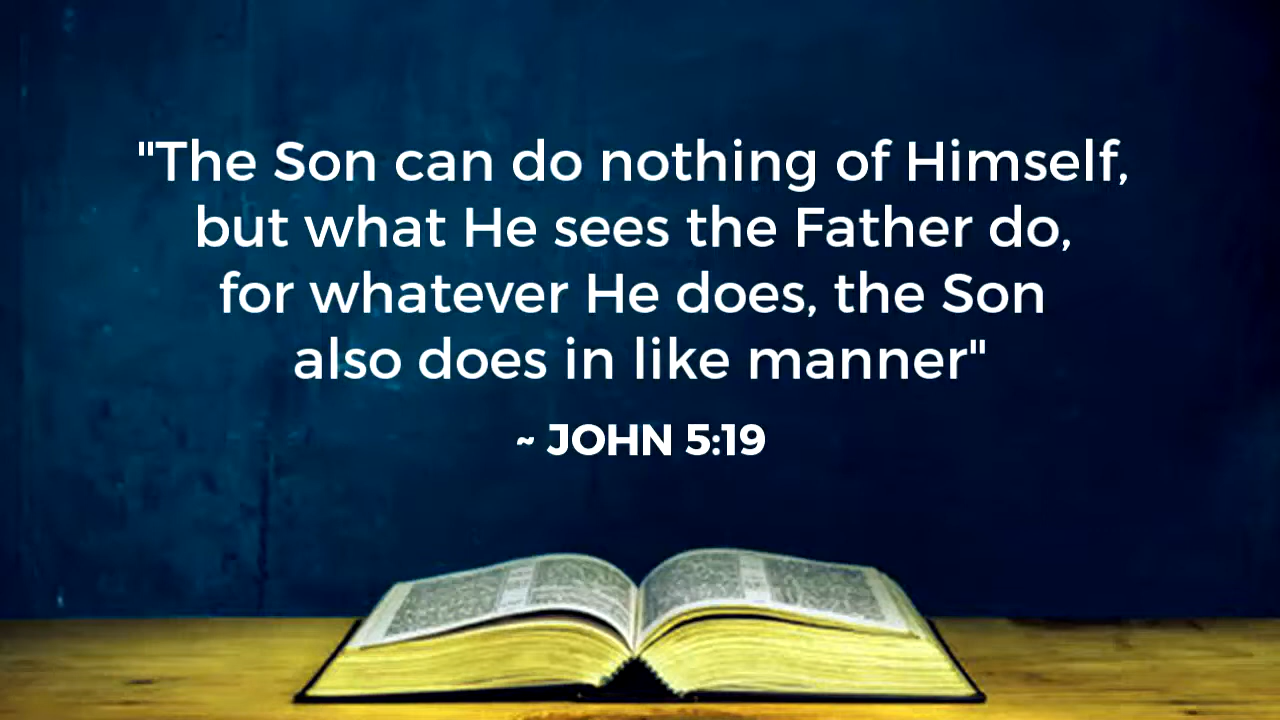 "The Son can do nothing of Himself,
but what He sees the Father do,
for whatever He does, the Son
also does in like manner"
~ JOHN 5:19